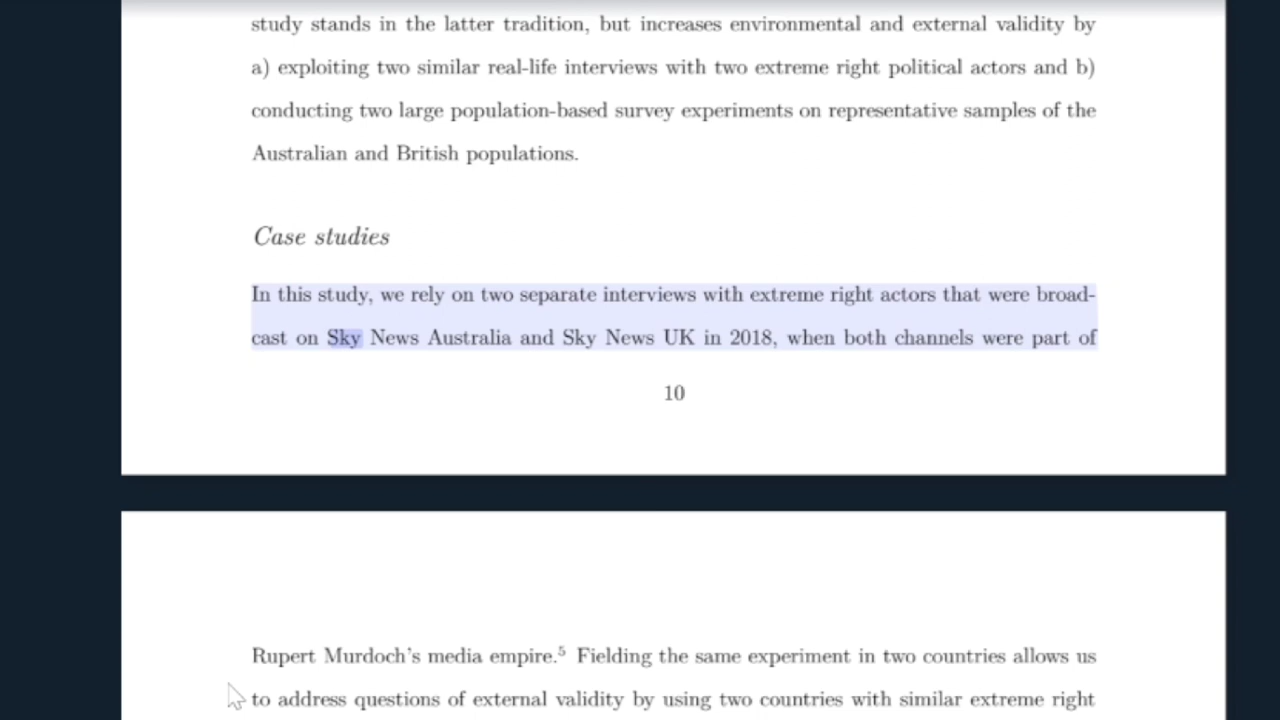 study stands in the latter tradition, but increases environmental and external validity by
a) exploiting two similar real-life interviews with two extreme right political actors and b)
conducting two large population-based survey experiments on representative samples of the
Australian and British populations.
Case studies
In this study, we rely on two separate interviews with extreme right actors that were broad-
cast on Sky News Australia and Sky News UK in 2018, when both channels were part of
10
Rupert Murdoch's media empire.⁵ Fielding the same experiment in two countries allows us
to address questions of external validity by using two countries with similar extreme right